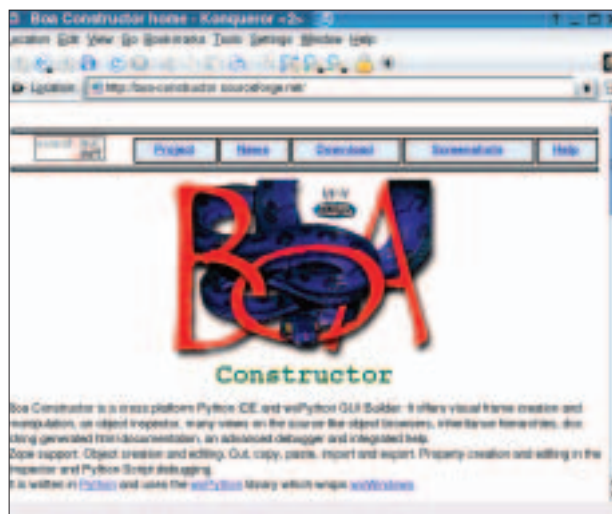 Boa Constructor home - Konqueror <2>
Location Edit View Go Bookmarks Tools Settings Window Help
Location: http://boa-constructor.sourceforge.net/
Project News Download Screenshots Help
BOA
Constructor
Boa Constructor is a cross platform Python IDE and wxPython GUI Builder. It offers visual frame creation and
manipulation, an object inspector, many views on the source like object browsers, inheritance hierarchies, doc
string generated html documentation, an advanced debugger and integrated help.
Zope support: Object creation and editing. Cut, copy, paste, import and export. Property creation and editing in the
inspector and Python Script debugging.
It is written in Python and uses the wxPython library which wraps wxWindows.